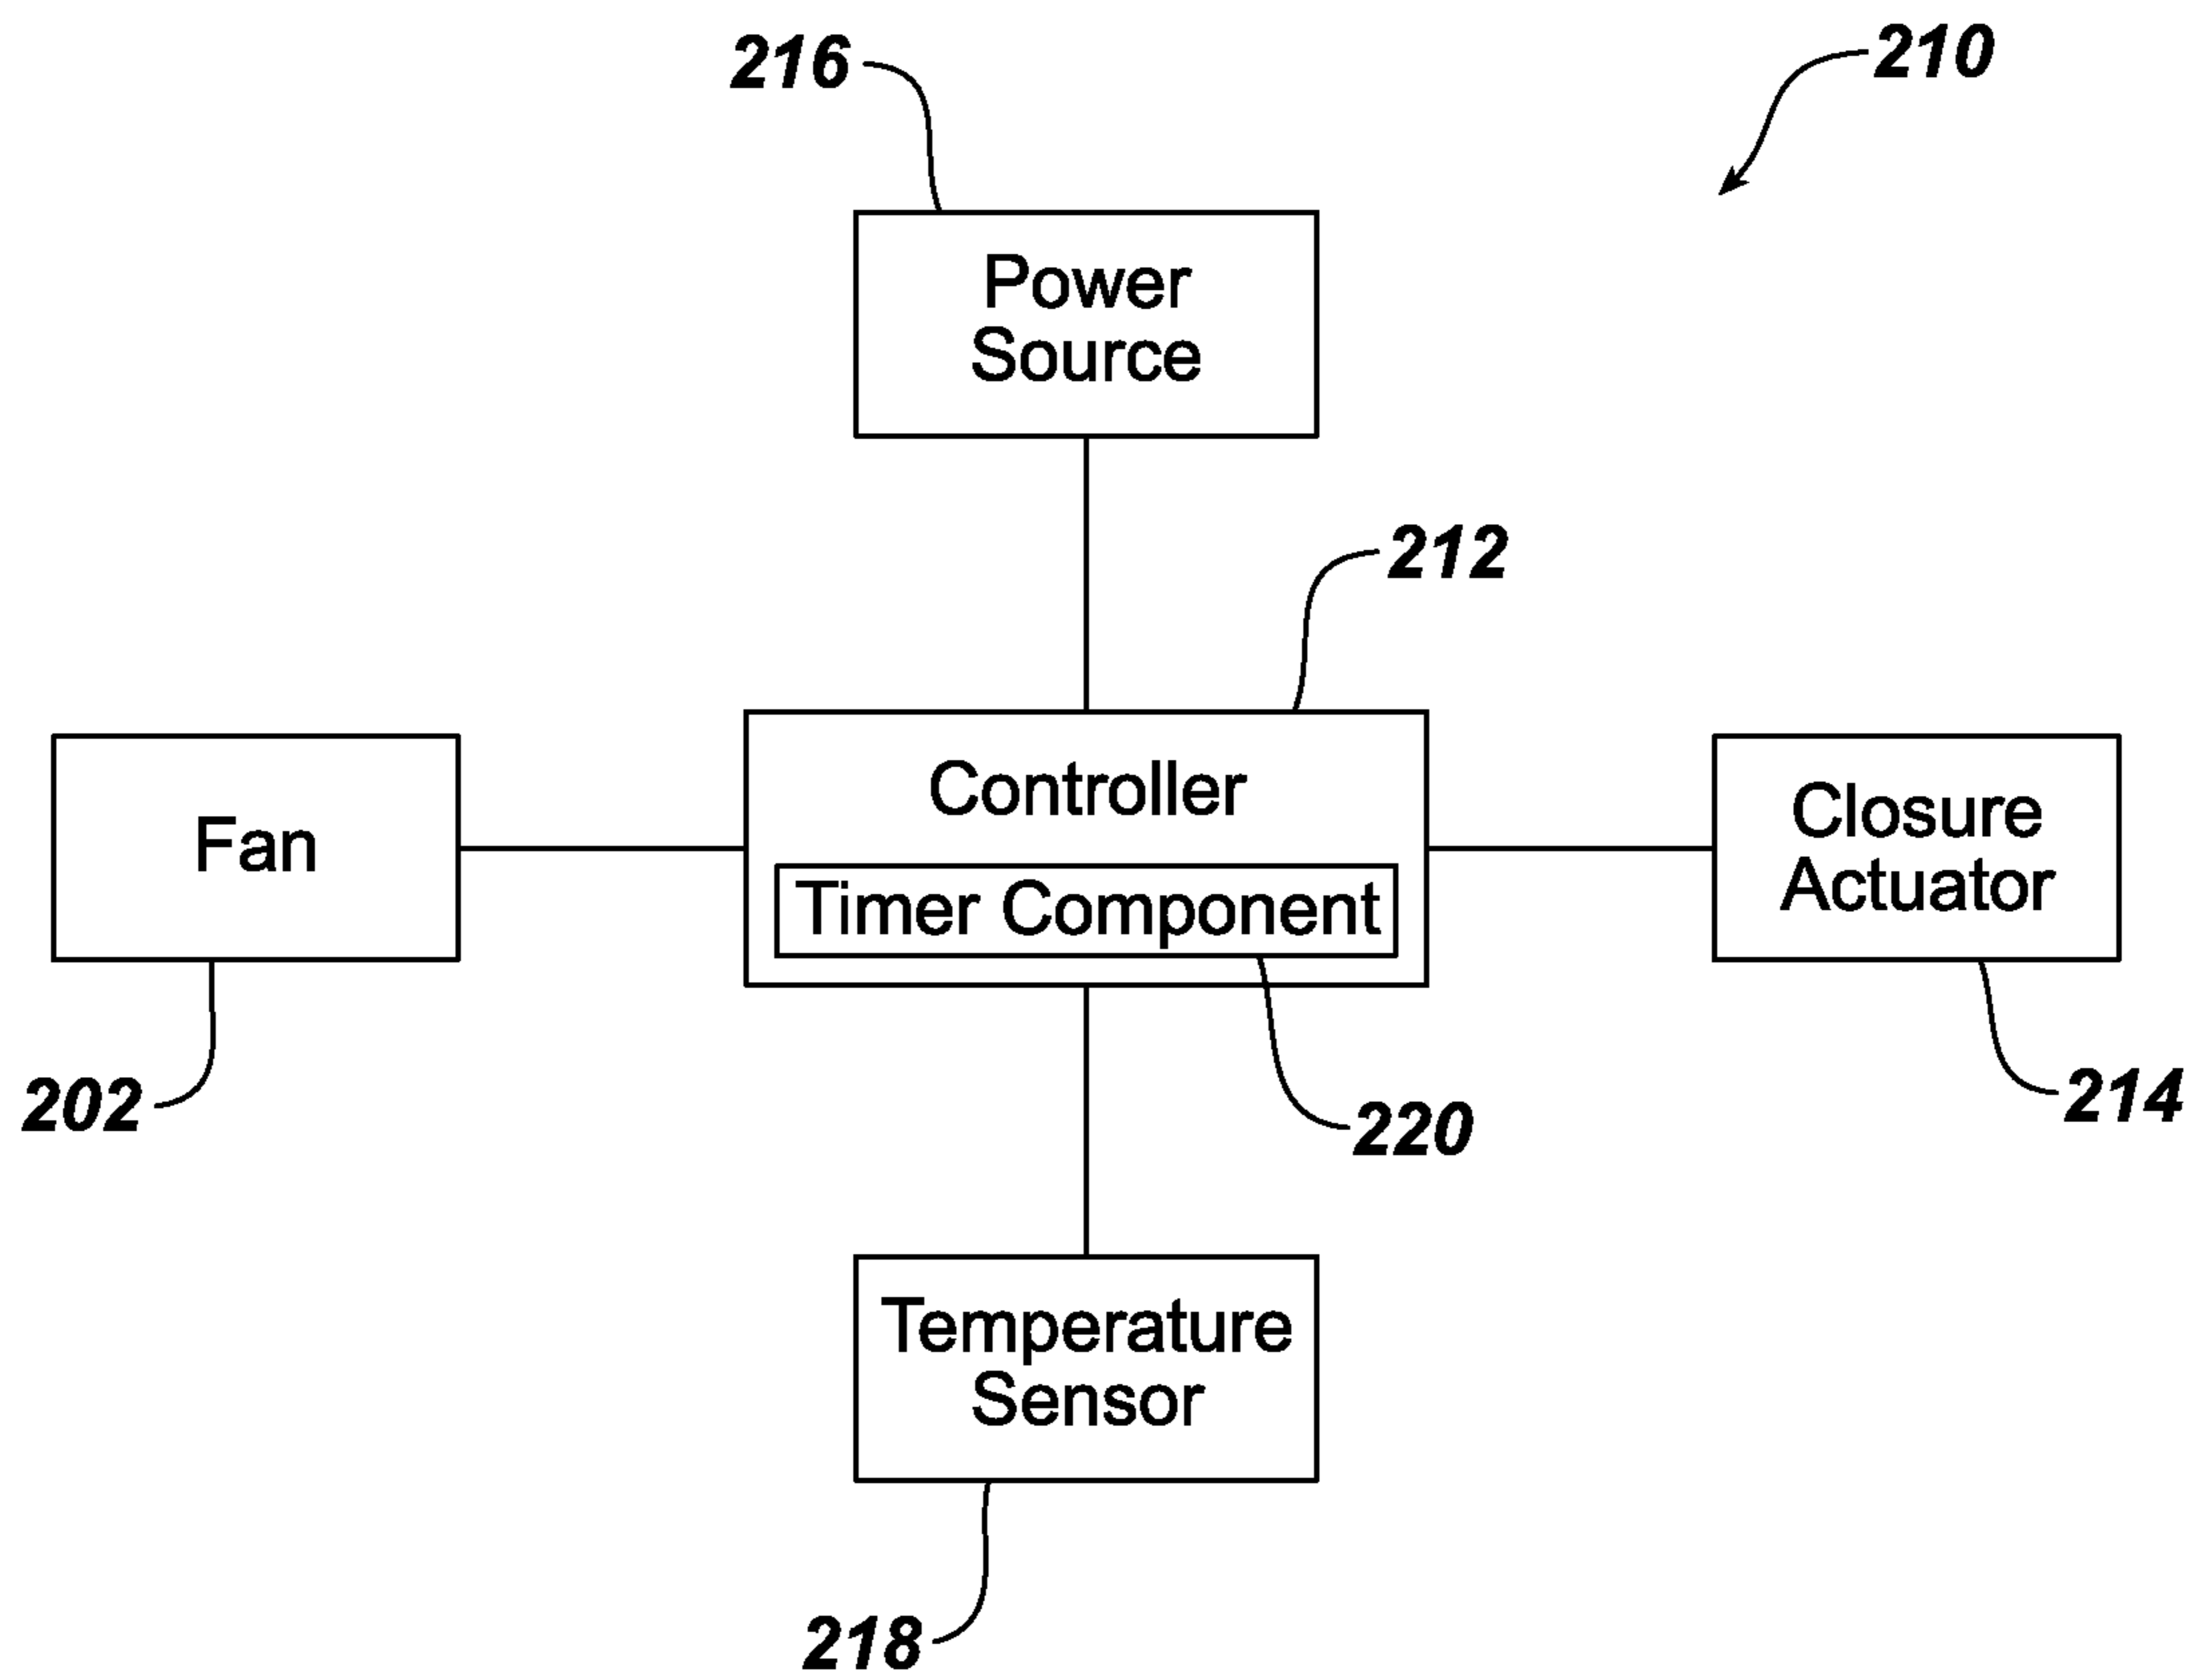 216
210
Power
Source
212
Controller
Fan
Closure
Actuator
Timer Component
202
220
214
Temperature
Sensor
218